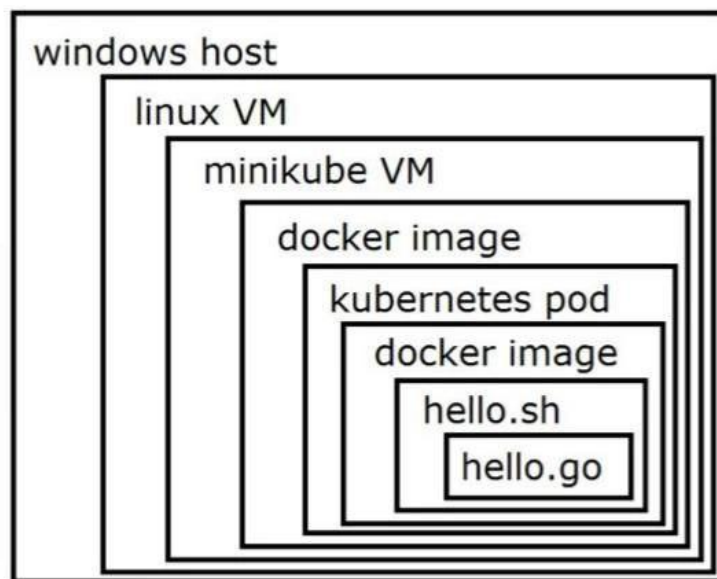 windows host
linux VM
minikube VM
docker image
kubernetes pod
docker image
hello.sh
hello.go